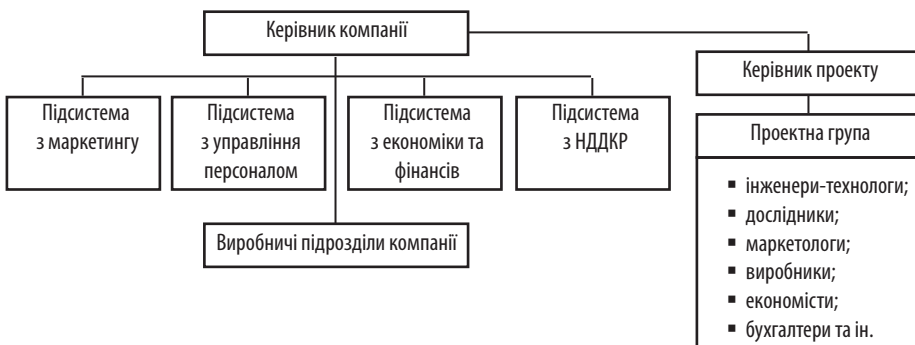 Керівник компанії
Керівник проекту
Підсистема
з маркетингу
Підсистема
з управління
персоналом
Підсистема
з економіки та
фінансів
Підсистема
з НДДКР
Виробничі підрозділи компанії
Проектна група
▪ інженери-технологи;
▪ дослідники;
▪ маркетологи;
▪ виробники;
▪ економісти;
▪ бухгалтери та ін.